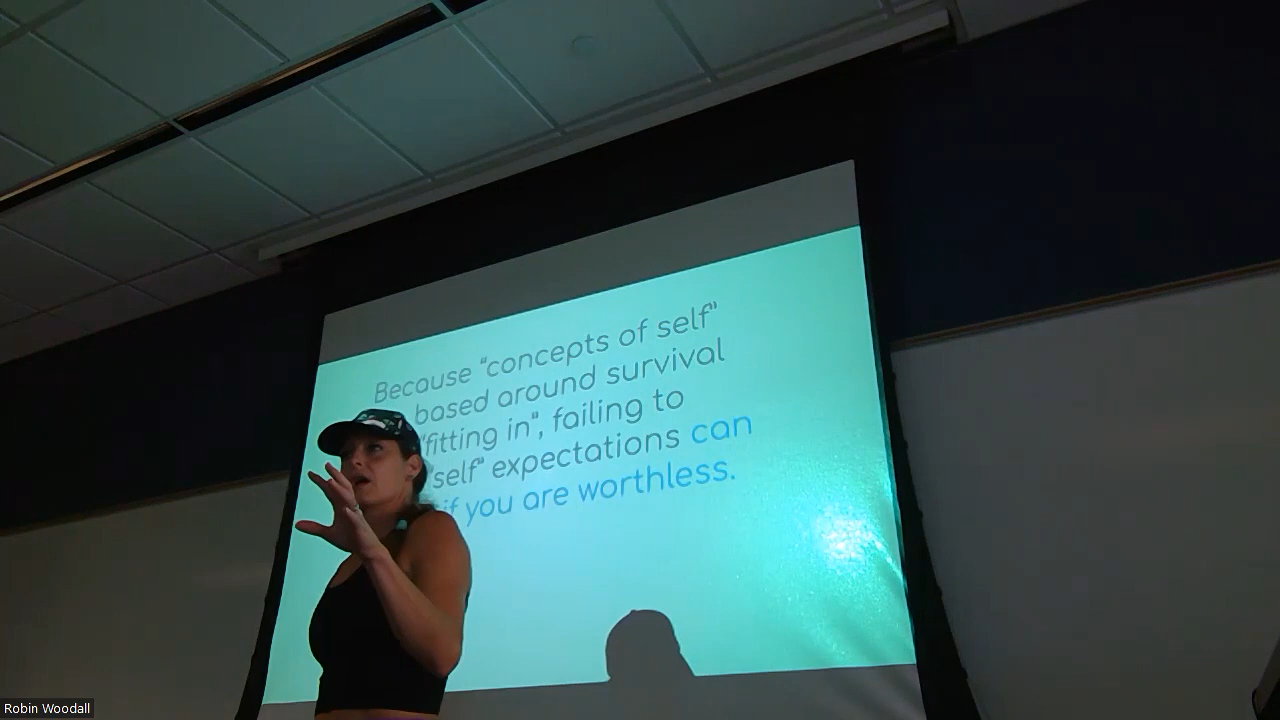 Because “concepts of self”
based around survival
“fitting in”, failing to
“self” expectations can
if you are worthless.
Robin Woodall